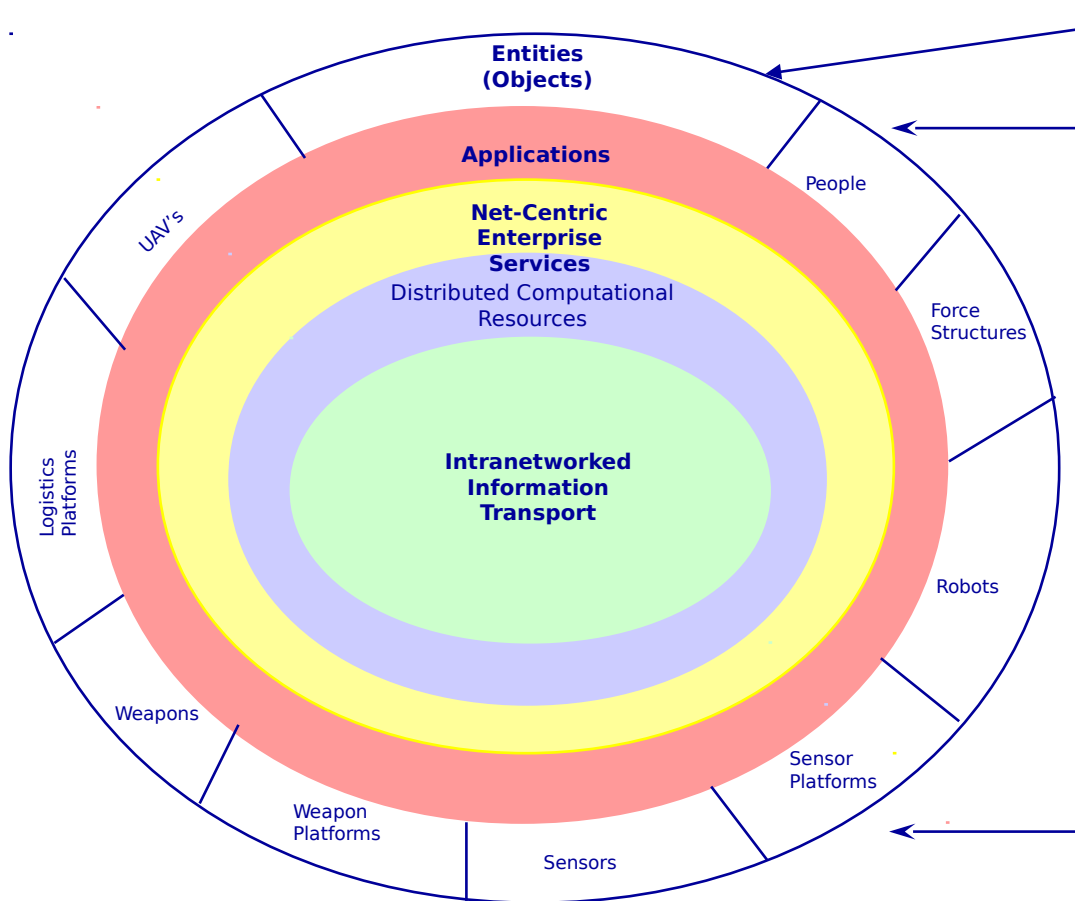 Entities
(Objects)
Applications
People
Net-Centric
Enterprise
Services
UAV's
Distributed Computational
Resources
Force
Structures
Intranetworked
Information
Transport
Logistics
Platforms
Robots
Weapons
Sensor
Platforms
Weapon
Platforms
Sensors